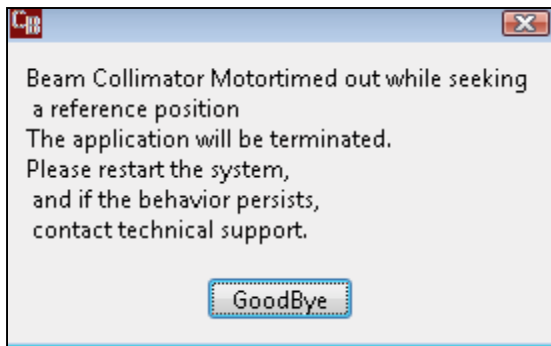 Beam Collimator Motortimed out while seeking
a reference position
The application will be terminated.
Please restart the system,
and if the behavior persists,
contact technical support.
GoodBye